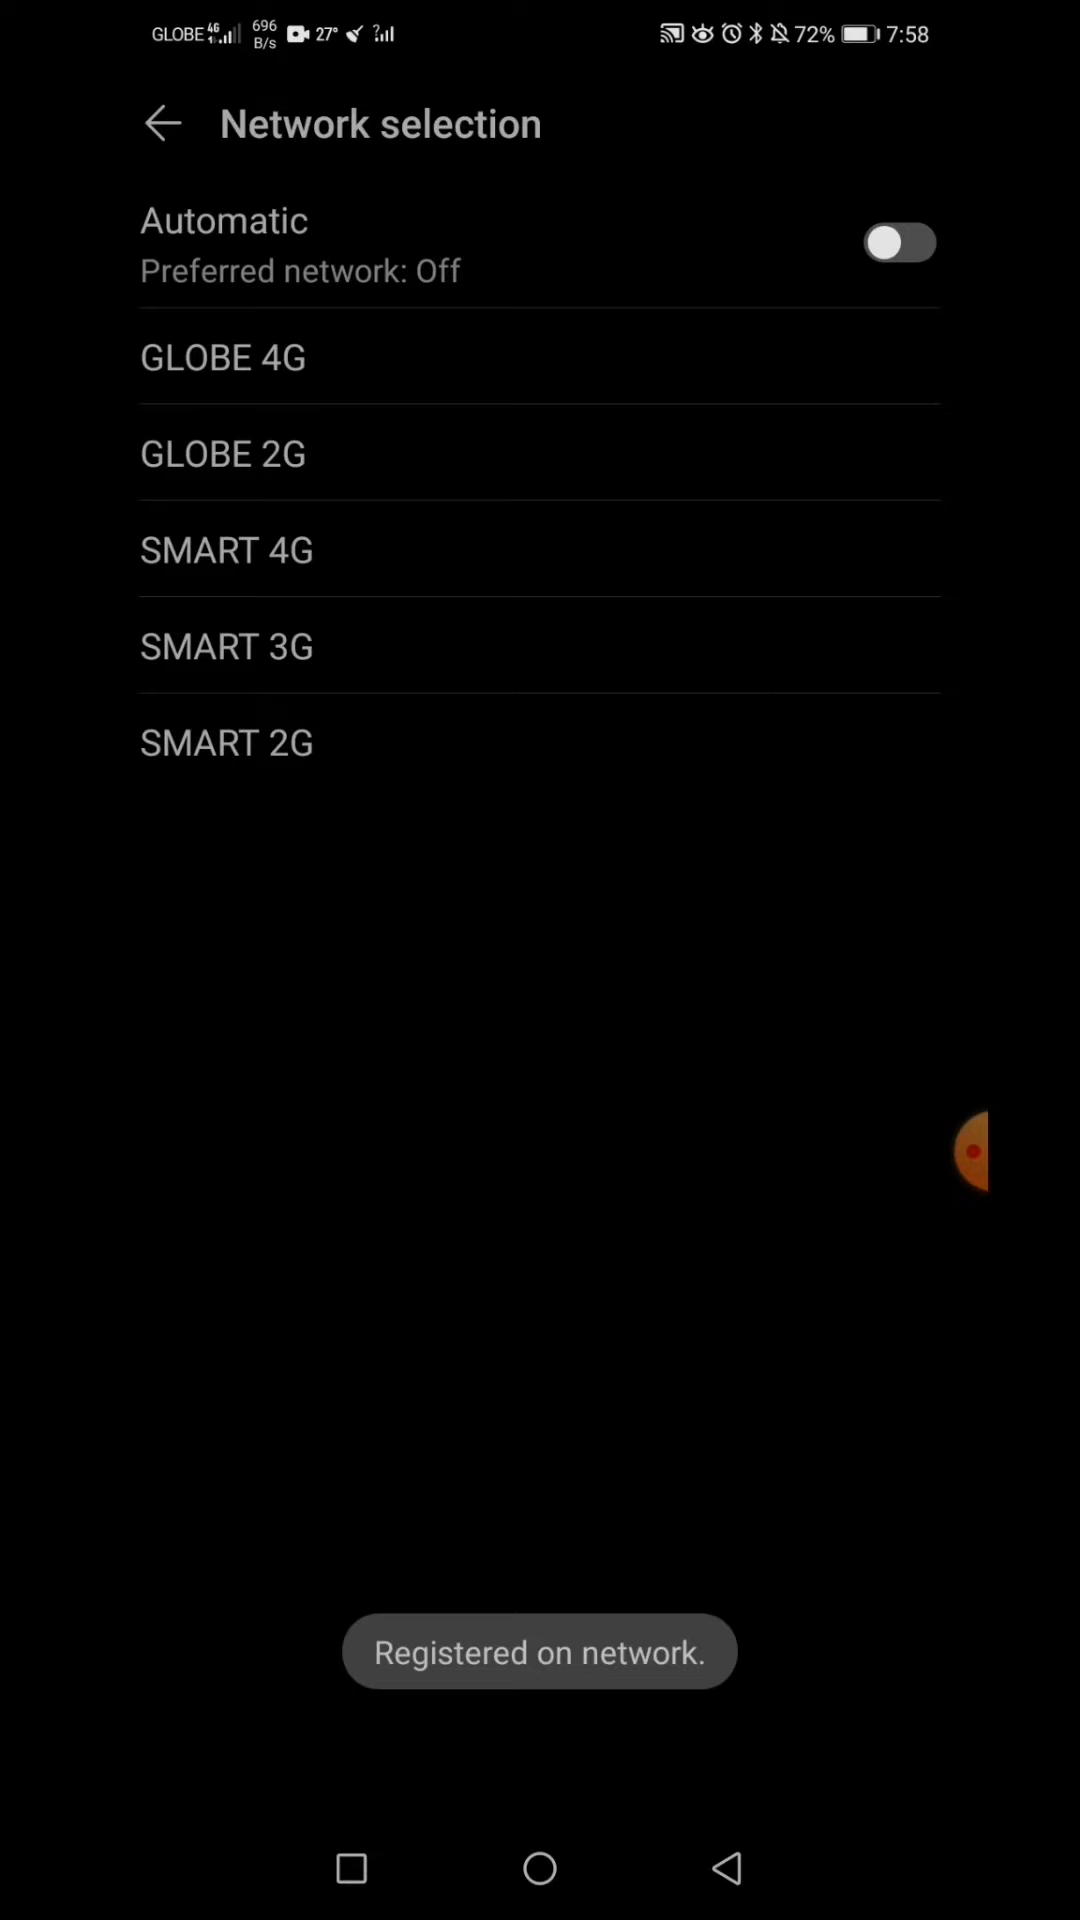 GLOBE 4G 696 B/s 27° ? 72% 7:58
Network selection
Automatic
Preferred network: Off
GLOBE 4G
GLOBE 2G
SMART 4G
SMART 3G
SMART 2G
Registered on network.